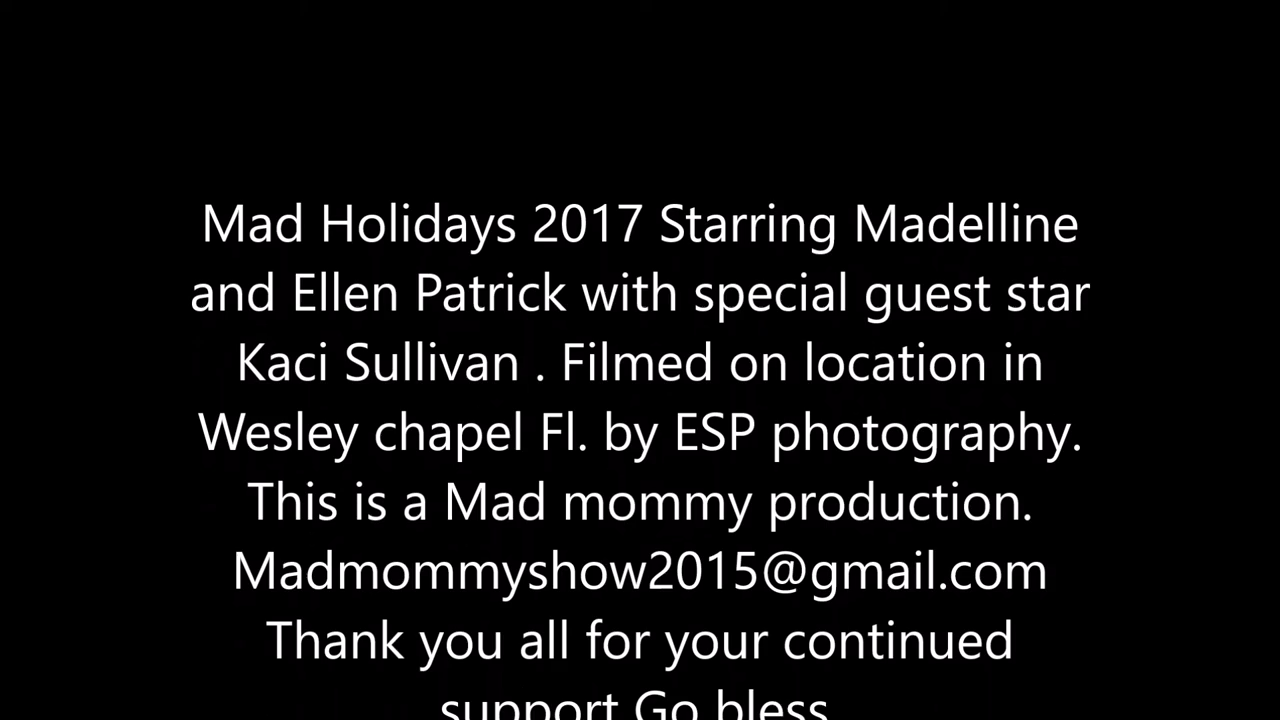 Mad Holidays 2017 Starring Madelline
and Ellen Patrick with special guest star
Kaci Sullivan . Filmed on location in
Wesley chapel Fl. by ESP photography.
This is a Mad mommy production.
Madmommyshow2015@gmail.com
Thank you all for your continued
support Go bless